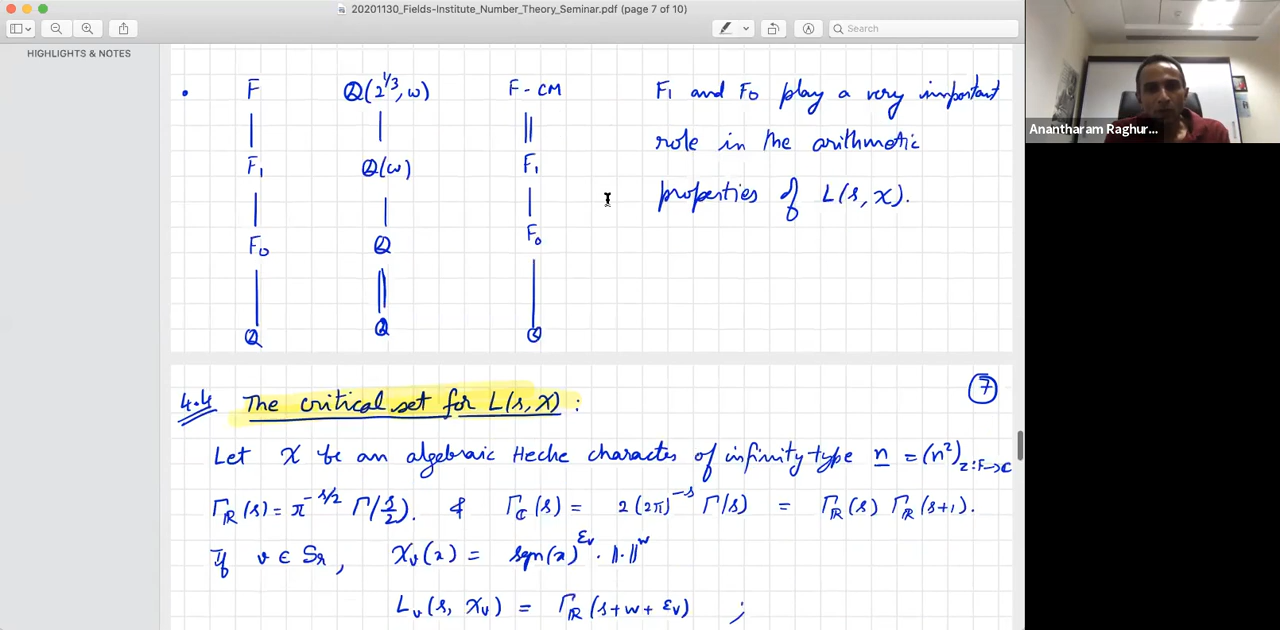 20201130_Fields-Institute_Number_Theory_Seminar.pdf (page 7 of 10)
Search
HIGHLIGHTS & NOTES
Anantharam Raghur...
F Q(2^{1/3}, ω) F - CM
F₁ Q(ω) F₁
F₀ Q F₀
Q Q Q
F₁ and F₀ play a very important
role in the arithmetic
properties of L(s, χ).
7
4.4 The critical set for L(s, χ) :
Let χ be an algebraic Hecke character of infinity type n = (n^τ)_{τ:F→C}
Γ_R(s) = π^{-s/2} Γ(s/2). & Γ_C(s) = 2(2π)^{-s} Γ(s) = Γ_R(s) Γ_R(s+1).
If v ∈ S_r, χ_v(x) = sgn(x)^{ε_v} · ||·||^w
L_v(s, χ_v) = Γ_R(s+w+ε_v) ;